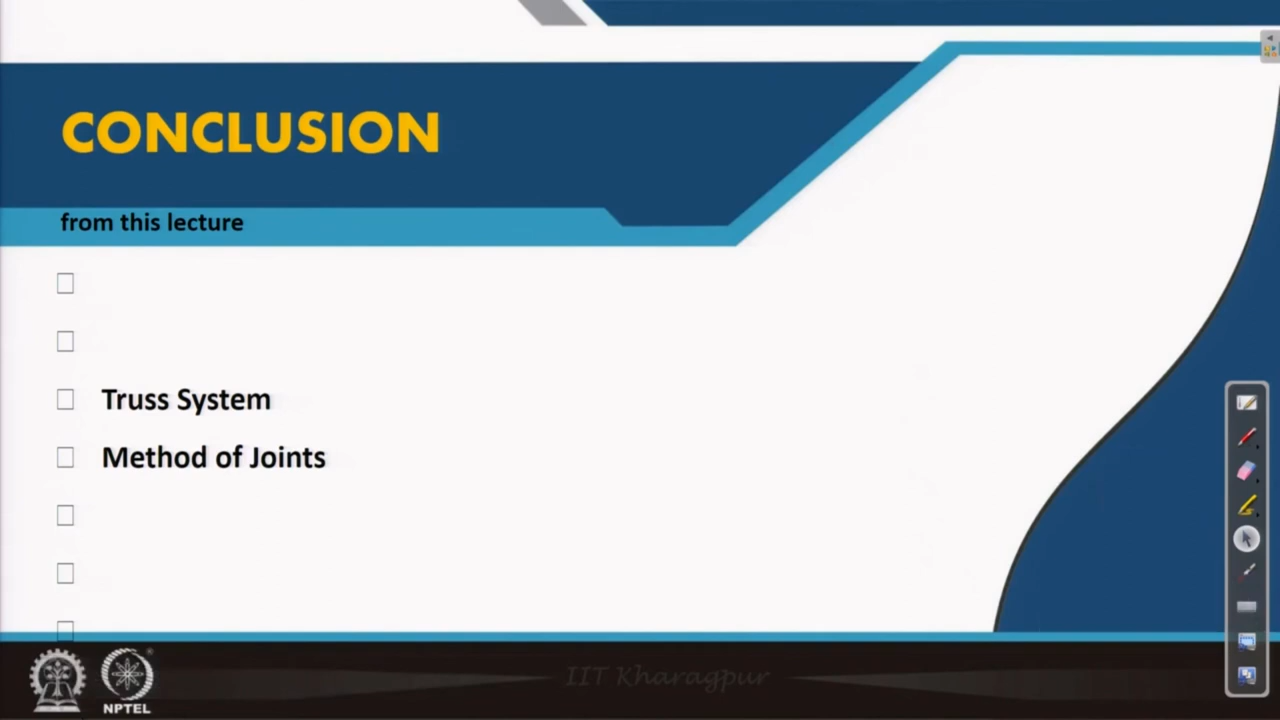 CONCLUSION
from this lecture
Truss System
Method of Joints
IIT Kharagpur
NPTEL